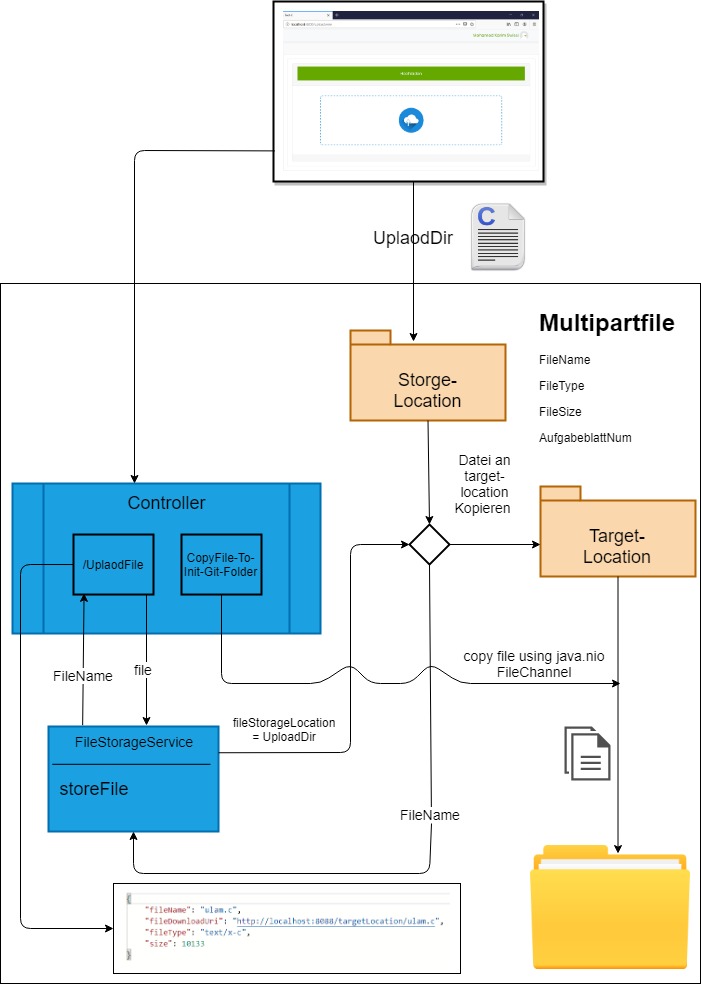 UplaodDir
C
Multipartfile
FileName
FileType
FileSize
AufgabeblattNum
Storge-
Location
Datei an
target-
location
Kopieren
Target-
Location
Controller
/UplaodFile
CopyFile-To-
Init-Git-Folder
FileName
file
copy file using java.nio
FileChannel
fileStorageLocation
= UploadDir
FileStorageService
storeFile
FileName
{
"fileName": "ulam.c",
"fileDownloadUri": "http://localhost:8088/targetLocation/ulam.c",
"fileType": "text/x-c",
"size": 10133
}